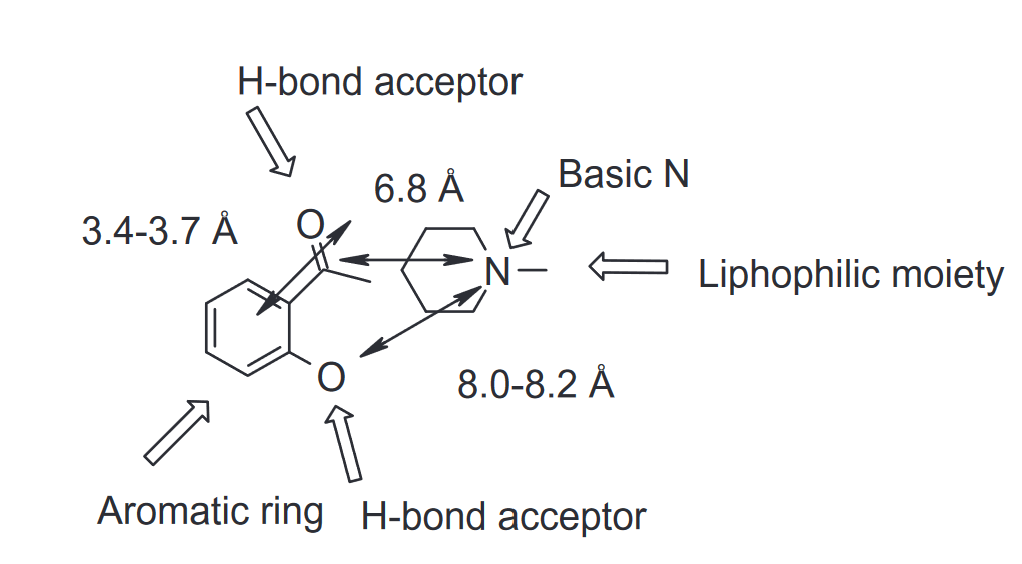 H-bond acceptor
Basic N
6.8 Å
3.4-3.7 Å
O
N
Liphophilic moiety
O
8.0-8.2 Å
Aromatic ring
H-bond acceptor